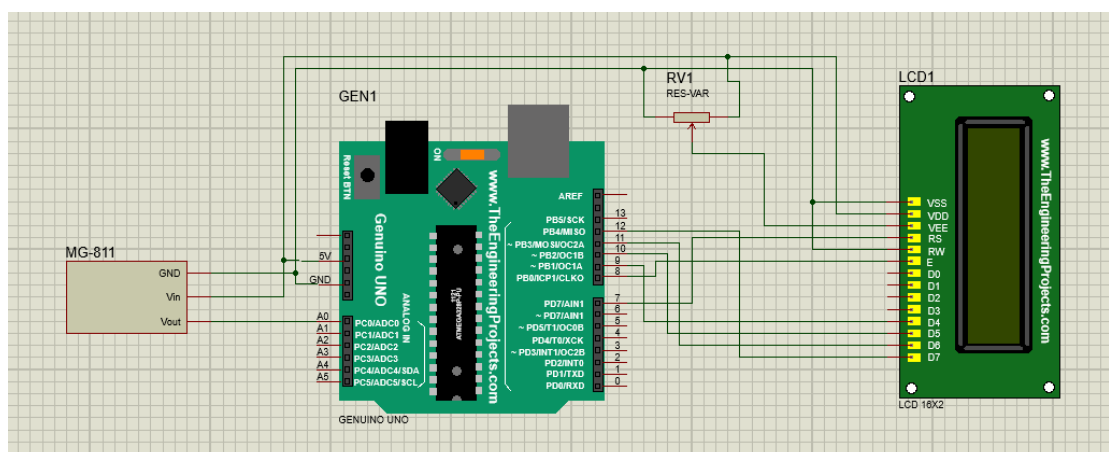 GEN1
RV1
RES-VAR
LCD1
MG-811
GND
Vin
Vout
Reset BTN
ON
www.TheEngineeringProjects.com
Genuino UNO
5V
GND
ANALOG IN
A0 PC0/ADC0
A1 PC1/ADC1
A2 PC2/ADC2
A3 PC3/ADC3
A4 PC4/ADC4/SDA
A5 PC5/ADC5/SCL
AREF
PB5/SCK 13
PB4/MISO 12
~ PB3/MOSI/OC2A 11
~ PB2/OC1B 10
~ PB1/OC1A 9
PB0/ICP1/CLKO 8
PD7/AIN1 7
~ PD7/AIN1 6
~ PD5/T1/OC0B 5
PD4/T0/XCK 4
~ PD3/INT1/OC2B 3
PD2/INT0 2
PD1/TXD 1
PD0/RXD 0
GENUINO UNO
VSS
VDD
VEE
RS
RW
E
D0
D1
D2
D3
D4
D5
D6
D7
www.TheEngineeringProjects.com
LCD 16X2